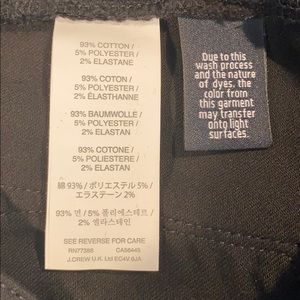 93% COTTON /
5% POLYESTER /
2% ELASTANE
93% COTON /
5% POLYESTER /
2% ÉLASTHANNE
93% BAUMWOLLE /
5% POLYESTER /
2% ELASTAN
93% COTONE /
5% POLIESTERE /
2% ELASTAN
綿 93% / ポリエステル 5% /
エラステーン 2%
93% 면 / 5% 폴리에스테르 /
2% 엘라스테인
SEE REVERSE FOR CARE
RN77388 CA56445
J.CREW U.K. Ltd EC4V 6JA
Due to this
wash process
and the nature
of dyes, the
color from
this garment
may transfer
onto light
surfaces.